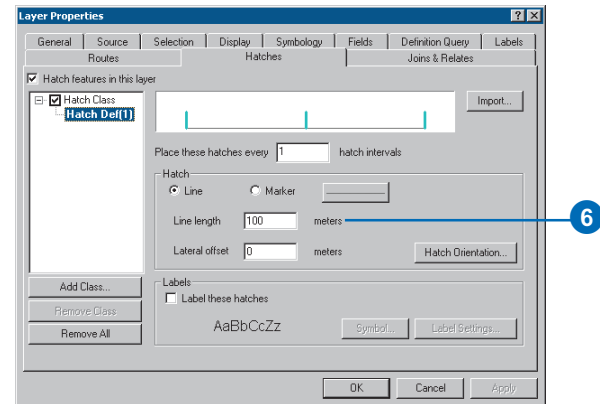 Layer Properties
General Source Selection Display Symbology Fields Definition Query Labels
Routes Hatches Joins & Relates
Hatch features in this layer
Hatch Class
Hatch Def(1)
Import...
Place these hatches every 1 hatch intervals
Hatch
Line Marker
Line length 100 meters
6
Lateral offset 0 meters Hatch Orientation...
Add Class...
Remove Class
Remove All
Labels
Label these hatches
AaBbCcZz Symbol... Label Settings...
OK Cancel Apply